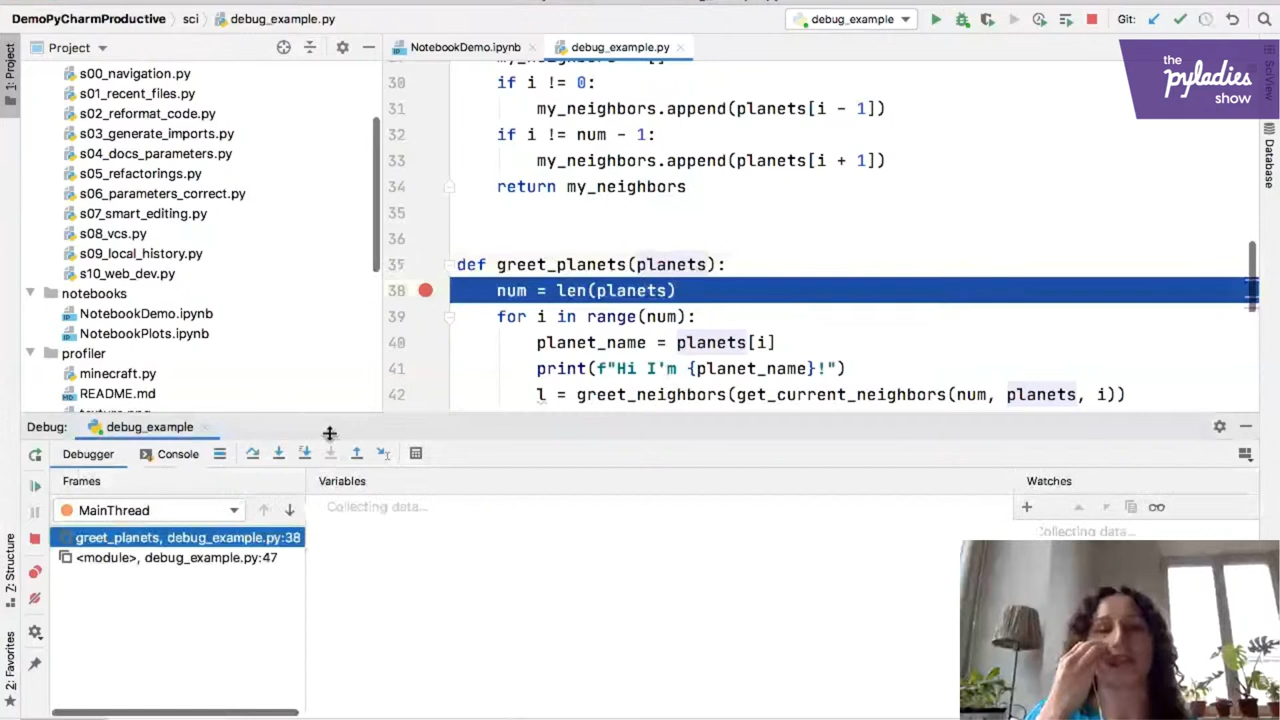 DemoPyCharmProductive
sci
debug_example.py
debug_example
Git:
1: Project
Project
NotebookDemo.ipynb
debug_example.py
the
pyladies
show
SciView
Database
s00_navigation.py
s01_recent_files.py
s02_reformat_code.py
s03_generate_imports.py
s04_docs_parameters.py
s05_refactorings.py
s06_parameters_correct.py
s07_smart_editing.py
s08_vcs.py
s09_local_history.py
s10_web_dev.py
notebooks
NotebookDemo.ipynb
NotebookPlots.ipynb
profiler
minecraft.py
README.md
30 if i != 0:
31 my_neighbors.append(planets[i - 1])
32 if i != num - 1:
33 my_neighbors.append(planets[i + 1])
34 return my_neighbors
35
36
def greet_planets(planets):
38 num = len(planets)
39 for i in range(num):
40 planet_name = planets[i]
41 print(f"Hi I'm {planet_name}!")
42 l = greet_neighbors(get_current_neighbors(num, planets, i))
Debug:
debug_example
Debugger
Console
Frames
Variables
Watches
MainThread
Collecting data...
Collecting data...
greet_planets, debug_example.py:38
<module>, debug_example.py:47
Z: Structure
2: Favorites